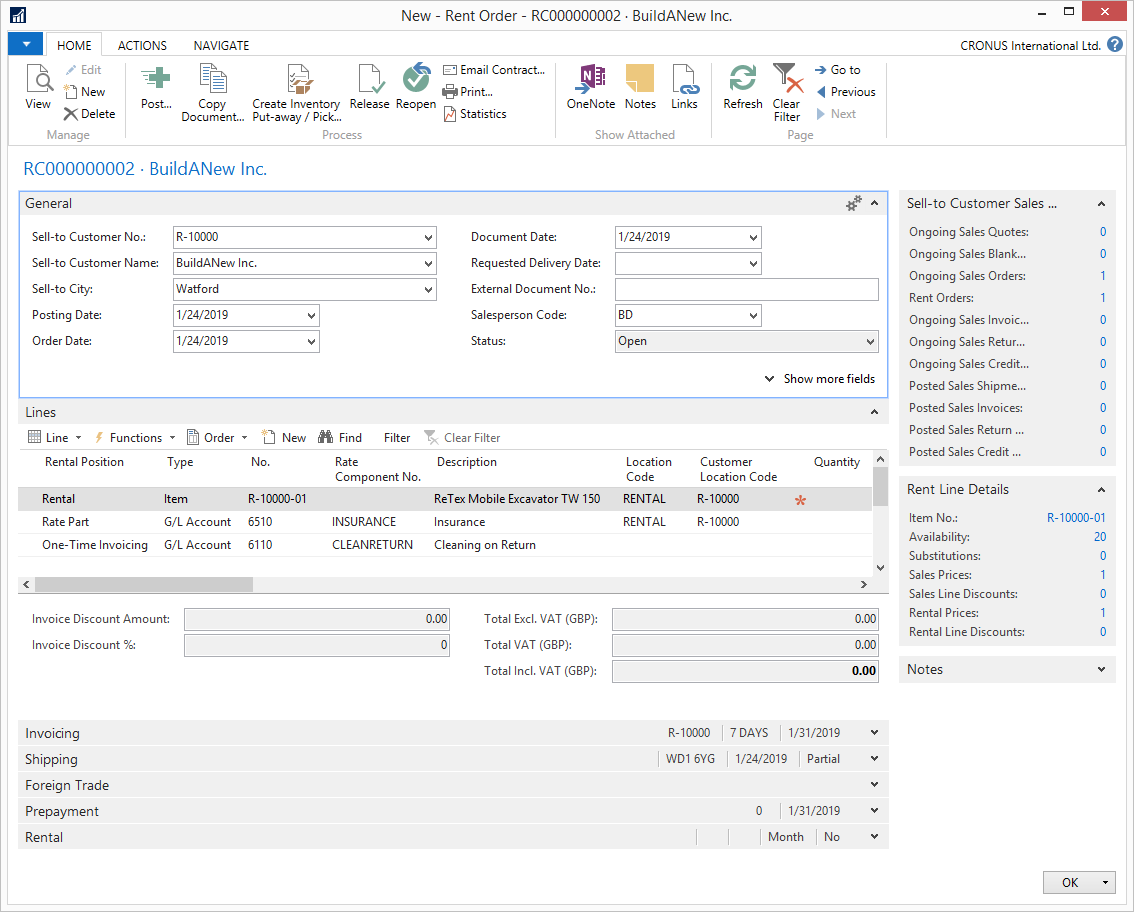 New - Rent Order - RC000000002 · BuildANew Inc.
HOME ACTIONS NAVIGATE CRONUS International Ltd. ?
View
Edit
New
Delete
Manage
Post...
Copy Document...
Create Inventory Put-away / Pick...
Release
Reopen
Email Contract...
Print...
Statistics
Process
OneNote
Notes
Links
Show Attached
Refresh
Clear Filter
Go to
Previous
Next
Page
RC000000002 · BuildANew Inc.
General
Sell-to Customer No.: R-10000
Sell-to Customer Name: BuildANew Inc.
Sell-to City: Watford
Posting Date: 1/24/2019
Order Date: 1/24/2019
Document Date: 1/24/2019
Requested Delivery Date:
External Document No.:
Salesperson Code: BD
Status: Open
Show more fields
Lines
Line Functions Order New Find Filter Clear Filter
Rental Position Type No. Rate Component No. Description Location Code Customer Location Code Quantity
Rental Item R-10000-01 ReTex Mobile Excavator TW 150 RENTAL R-10000 *
Rate Part G/L Account 6510 INSURANCE Insurance RENTAL R-10000
One-Time Invoicing G/L Account 6110 CLEANRETURN Cleaning on Return
Invoice Discount Amount: 0.00
Invoice Discount %: 0
Total Excl. VAT (GBP): 0.00
Total VAT (GBP): 0.00
Total Incl. VAT (GBP): 0.00
Invoicing R-10000 7 DAYS 1/31/2019
Shipping WD1 6YG 1/24/2019 Partial
Foreign Trade
Prepayment 0 1/31/2019
Rental Month No
Sell-to Customer Sales ...
Ongoing Sales Quotes: 0
Ongoing Sales Blank... 0
Ongoing Sales Orders: 1
Rent Orders: 1
Ongoing Sales Invoic... 0
Ongoing Sales Retur... 0
Ongoing Sales Credit... 0
Posted Sales Shipme... 0
Posted Sales Invoices: 0
Posted Sales Return ... 0
Posted Sales Credit ... 0
Rent Line Details
Item No.: R-10000-01
Availability: 20
Substitutions: 0
Sales Prices: 1
Sales Line Discounts: 0
Rental Prices: 1
Rental Line Discounts: 0
Notes
OK